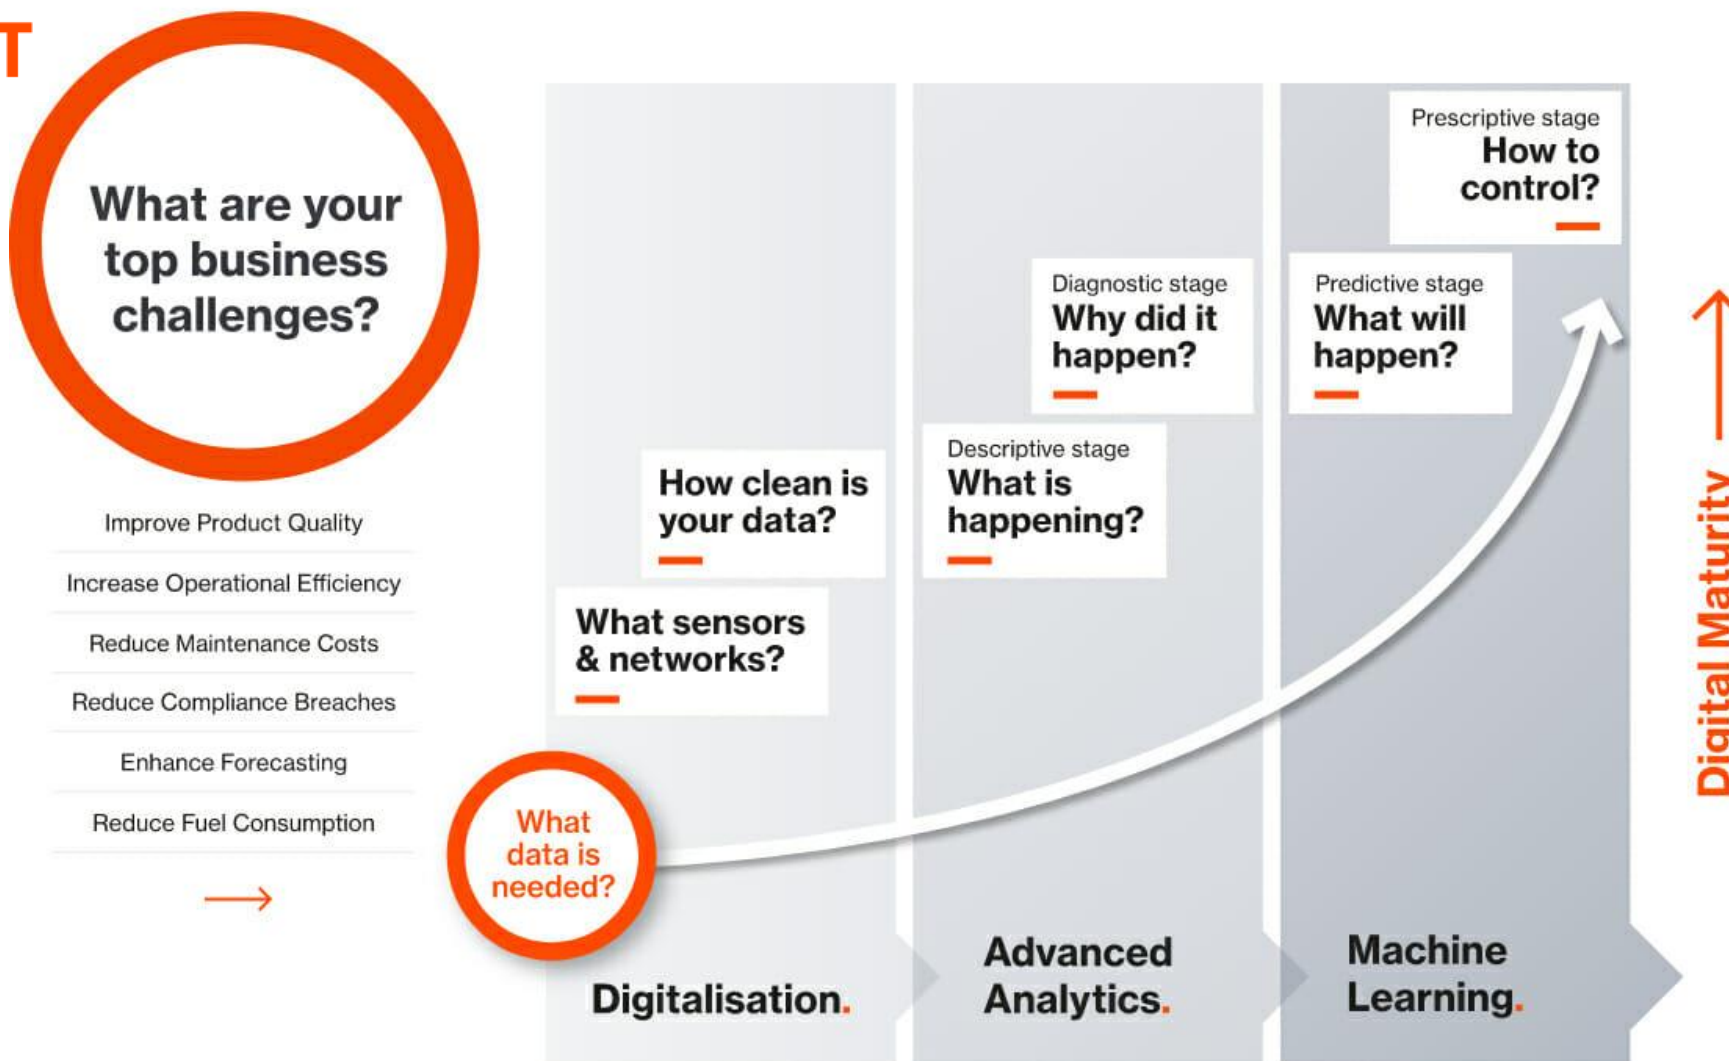 T
What are your
top business
challenges?
Improve Product Quality
Increase Operational Efficiency
Reduce Maintenance Costs
Reduce Compliance Breaches
Enhance Forecasting
Reduce Fuel Consumption
What
data is
needed?
What sensors
& networks?
How clean is
your data?
Digitalisation.
Descriptive stage
What is
happening?
Diagnostic stage
Why did it
happen?
Advanced
Analytics.
Predictive stage
What will
happen?
Prescriptive stage
How to
control?
Machine
Learning.
Digital Maturity